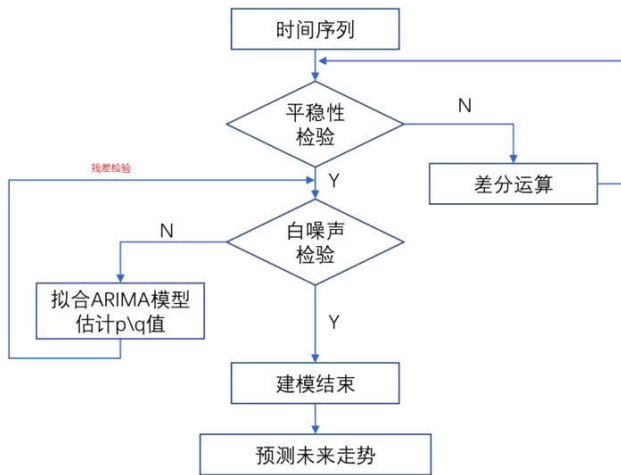 时间序列
平稳性
检验
N
差分运算
残差检验
Y
白噪声
检验
N
拟合ARIMA模型
估计p\q值
Y
建模结束
预测未来走势